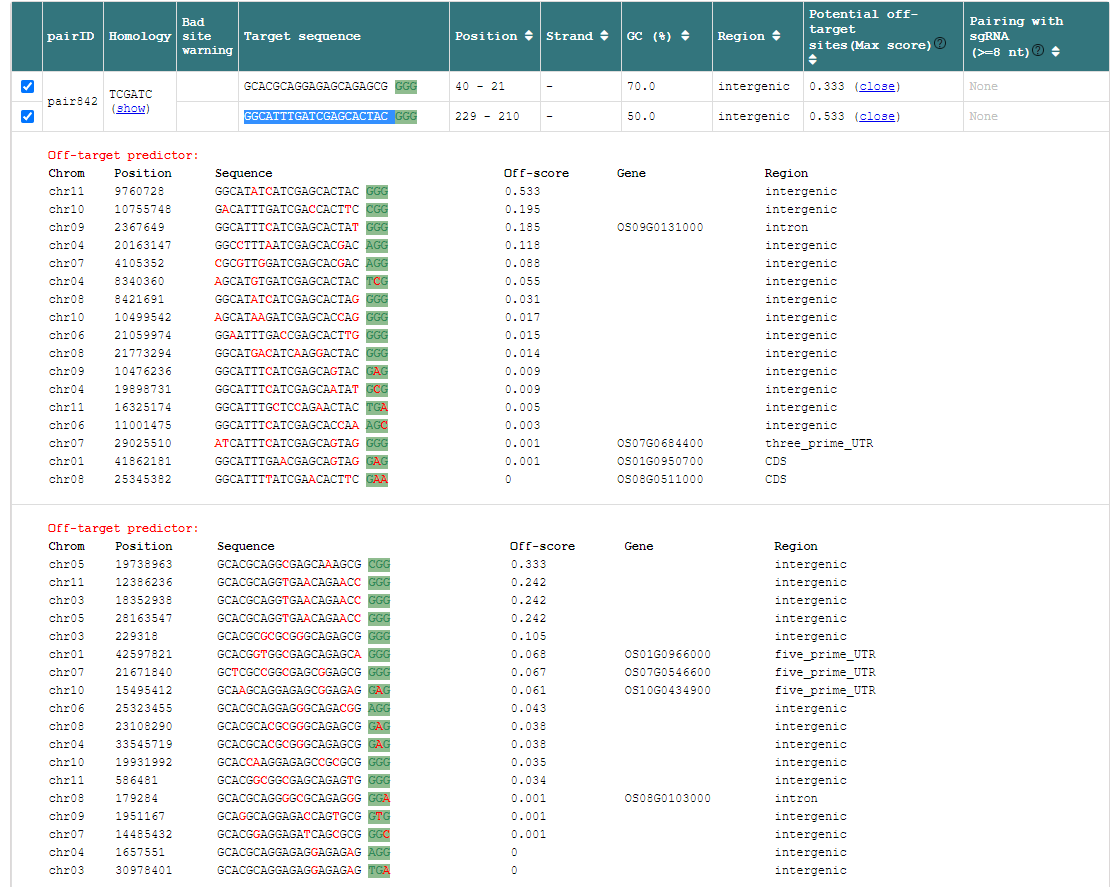 pairID Homology Bad site warning Target sequence Position Strand GC (%) Region Potential off-target sites(Max score) Pairing with sgRNA (>=8 nt)
pair842 TCGATC (show) GCACGCAGGAGAGCAGAGCG GGG 40 - 21 - 70.0 intergenic 0.333 (close) None
GGCATTTGATCGAGCACTAC GGG 229 - 210 - 50.0 intergenic 0.533 (close) None
Off-target predictor:
Chrom Position Sequence Off-score Gene Region
chr11 9760728 GGCATATCATCGAGCACTAC GGG 0.533 intergenic
chr10 10755748 GACATTTGATCGACCACTTC CGG 0.195 intergenic
chr09 2367649 GGCATTTCATCGAGCACTAT GGG 0.185 OS09G0131000 intron
chr04 20163147 GGCCTTTAATCGAGCACGAC AGG 0.118 intergenic
chr07 4105352 CGCGTTGGATCGAGCACGAC AGG 0.088 intergenic
chr04 8340360 AGCATGTGATCGAGCACTAC TCG 0.055 intergenic
chr08 8421691 GGCATATCATCGAGCACTAG GGG 0.031 intergenic
chr10 10499542 AGCATAAGATCGAGCACCAG GGG 0.017 intergenic
chr06 21059974 GGAATTTGACCGAGCACTTG GGG 0.015 intergenic
chr08 21773294 GGCATGACATCAAGGACTAC GGG 0.014 intergenic
chr09 10476236 GGCATTTCATCGAGCAGTAC GAG 0.009 intergenic
chr04 19898731 GGCATTTCATCGAGCAATAT GCG 0.009 intergenic
chr11 16325174 GGCATTTGCTCCAGAACTAC TGA 0.005 intergenic
chr06 11001475 GGCATTTCATCGAGCACCAA AGC 0.003 intergenic
chr07 29025510 ATCATTTCATCGAGCAGTAG GGG 0.001 OS07G0684400 three_prime_UTR
chr01 41862181 GGCATTTGAACGAGCAGTAG GAG 0.001 OS01G0950700 CDS
chr08 25345382 GGCATTTTATCGAACACTTC GAA 0 OS08G0511000 CDS
Off-target predictor:
Chrom Position Sequence Off-score Gene Region
chr05 19738963 GCACGCAGGCGAGCAAAGCG CGG 0.333 intergenic
chr11 12386236 GCACGCAGGTGAACAGAACC GGG 0.242 intergenic
chr03 18352938 GCACGCAGGTGAACAGAACC GGG 0.242 intergenic
chr05 28163547 GCACGCAGGTGAACAGAACC GGG 0.242 intergenic
chr03 229318 GCACGCGCGCGGGCAGAGCG GGG 0.105 intergenic
chr01 42597821 GCACGGTGGCGAGCAGAGCA GGG 0.068 OS01G0966000 five_prime_UTR
chr07 21671840 GCTCGCCGGCGAGCGGAGCG GGG 0.067 OS07G0546600 five_prime_UTR
chr10 15495412 GCAAGCAGGAGAGCGGAGAG GAG 0.061 OS10G0434900 five_prime_UTR
chr06 25323455 GCACGCAGGAGGGCAGACGG AGG 0.043 intergenic
chr08 23108290 GCACGCACGCGGGCAGAGCG GAG 0.038 intergenic
chr04 33545719 GCACGCACGCGGGCAGAGCG GAG 0.038 intergenic
chr10 19931992 GCACCAAGGAGAGCCGCGCG GGG 0.035 intergenic
chr11 586481 GCACGGCGGCGAGCAGAGTG GGG 0.034 intergenic
chr08 179284 GCACGCAGGGGCGCAGAGGG GGA 0.001 OS08G0103000 intron
chr09 1951167 GCAGGCAGGAGACCAGTGCG GTG 0.001 intergenic
chr07 14485432 GCACGGAGGAGATCAGCGCG GGC 0.001 intergenic
chr04 1657551 GCACGCAGGAGAGGAGAGAG AGG 0 intergenic
chr03 30978401 GCACGCAGGAGAGGAGAGAG TGA 0 intergenic